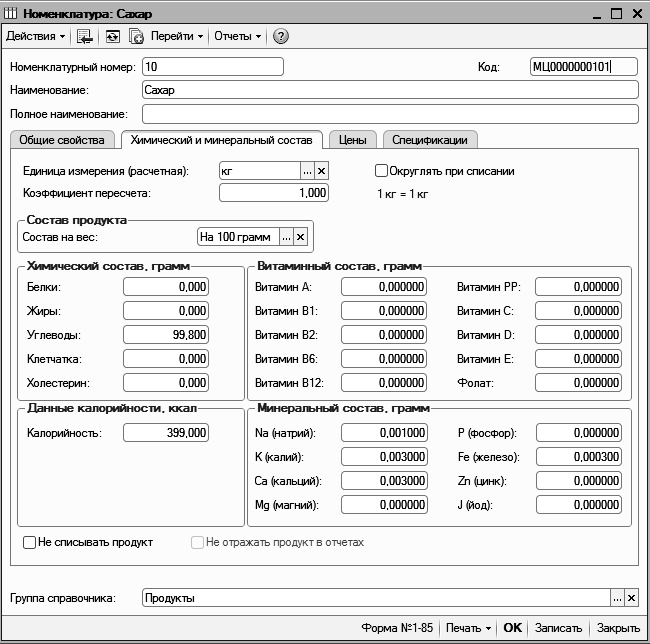 Номенклатура: Сахар
Действия Перейти Отчеты ?
Номенклатурный номер: 10 Код: МЦ0000000101
Наименование: Сахар
Полное наименование:
Общие свойства Химический и минеральный состав Цены Спецификации
Единица измерения (расчетная): кг ... × Округлять при списании
Коэффициент пересчета: 1,000 1 кг = 1 кг
Состав продукта
Состав на вес: На 100 грамм ... ×
Химический состав, грамм Витаминный состав, грамм
Белки: 0,000 Витамин A: 0,000000 Витамин PP: 0,000000
Жиры: 0,000 Витамин B1: 0,000000 Витамин C: 0,000000
Углеводы: 99,800 Витамин B2: 0,000000 Витамин D: 0,000000
Клетчатка: 0,000 Витамин B6: 0,000000 Витамин E: 0,000000
Холестерин: 0,000 Витамин B12: 0,000000 Фолат: 0,000000
Данные калорийности, ккал Минеральный состав, грамм
Калорийность: 399,000 Na (натрий): 0,001000 P (фосфор): 0,000000
K (калий): 0,003000 Fe (железо): 0,000300
Ca (кальций): 0,003000 Zn (цинк): 0,000000
Mg (магний): 0,000000 J (йод): 0,000000
Не списывать продукт Не отражать продукт в отчетах
Группа справочника: Продукты ... ×
Форма №1-85 Печать OK Записать Закрыть